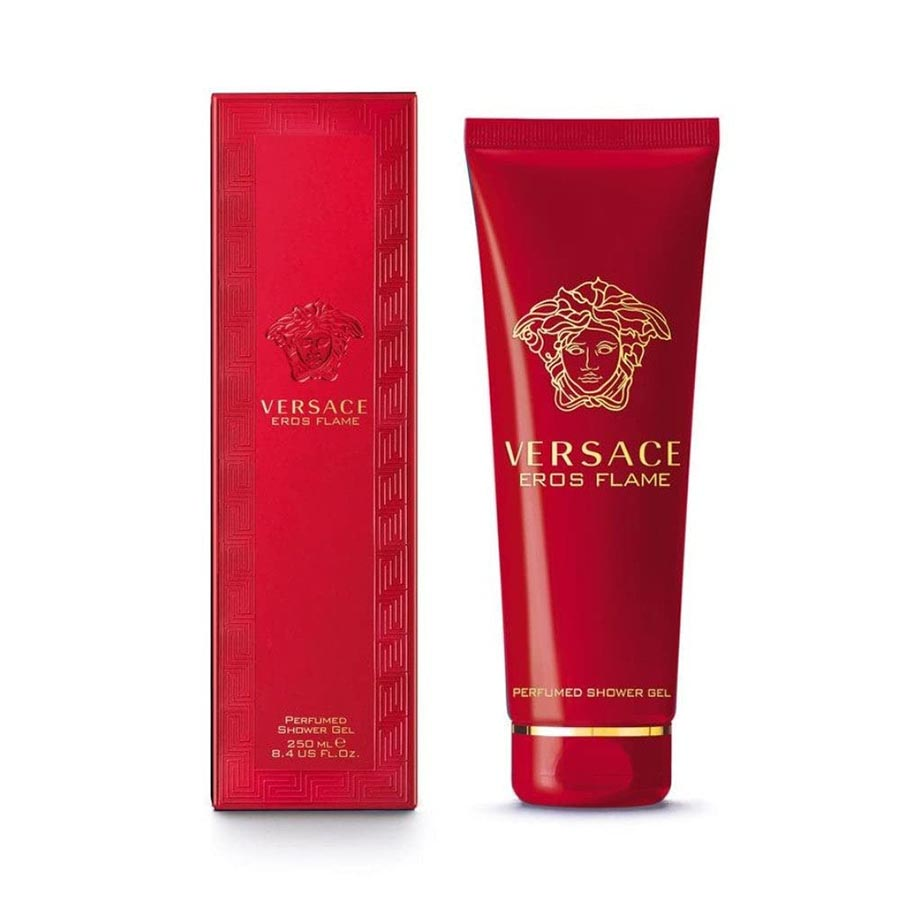 VERSACE
EROS FLAME
PERFUMED
SHOWER GEL
250 ML ℮
8.4 US FL.OZ.
VERSACE
EROS FLAME
PERFUMED SHOWER GEL